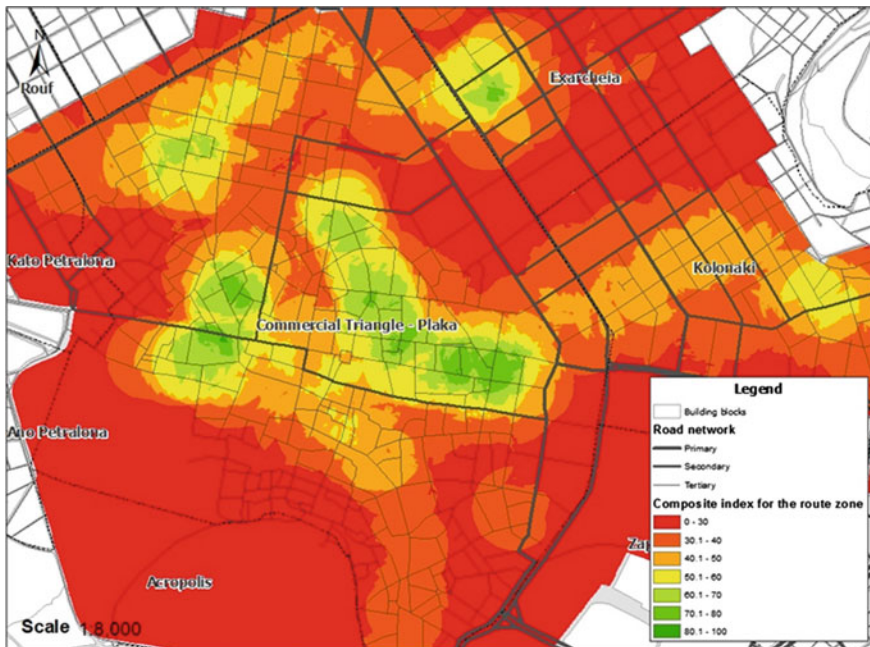 N
Rouf
Exarcheia
Kato Petralona
Kolonaki
Commercial Triangle - Plaka
Ano Petralona
Acropolis
Zap
Scale 1:8.000
Legend
Building blocks
Road network
Primary
Secondary
Tertiary
Composite index for the route zone
0 - 30
30.1 - 40
40.1 - 50
50.1 - 60
60.1 - 70
70.1 - 80
80.1 - 100